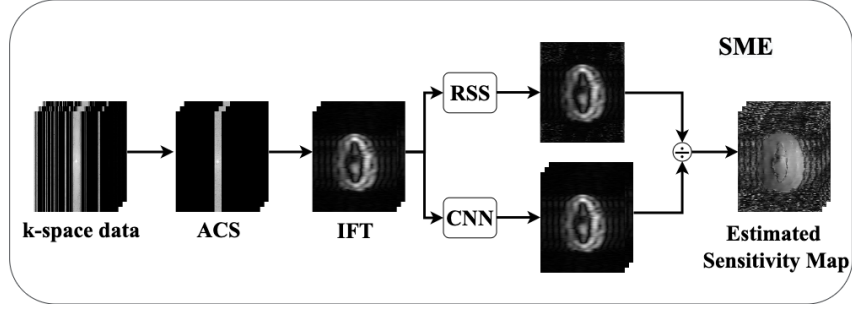 SME
RSS
÷
CNN
k-space data
ACS
IFT
Estimated
Sensitivity Map